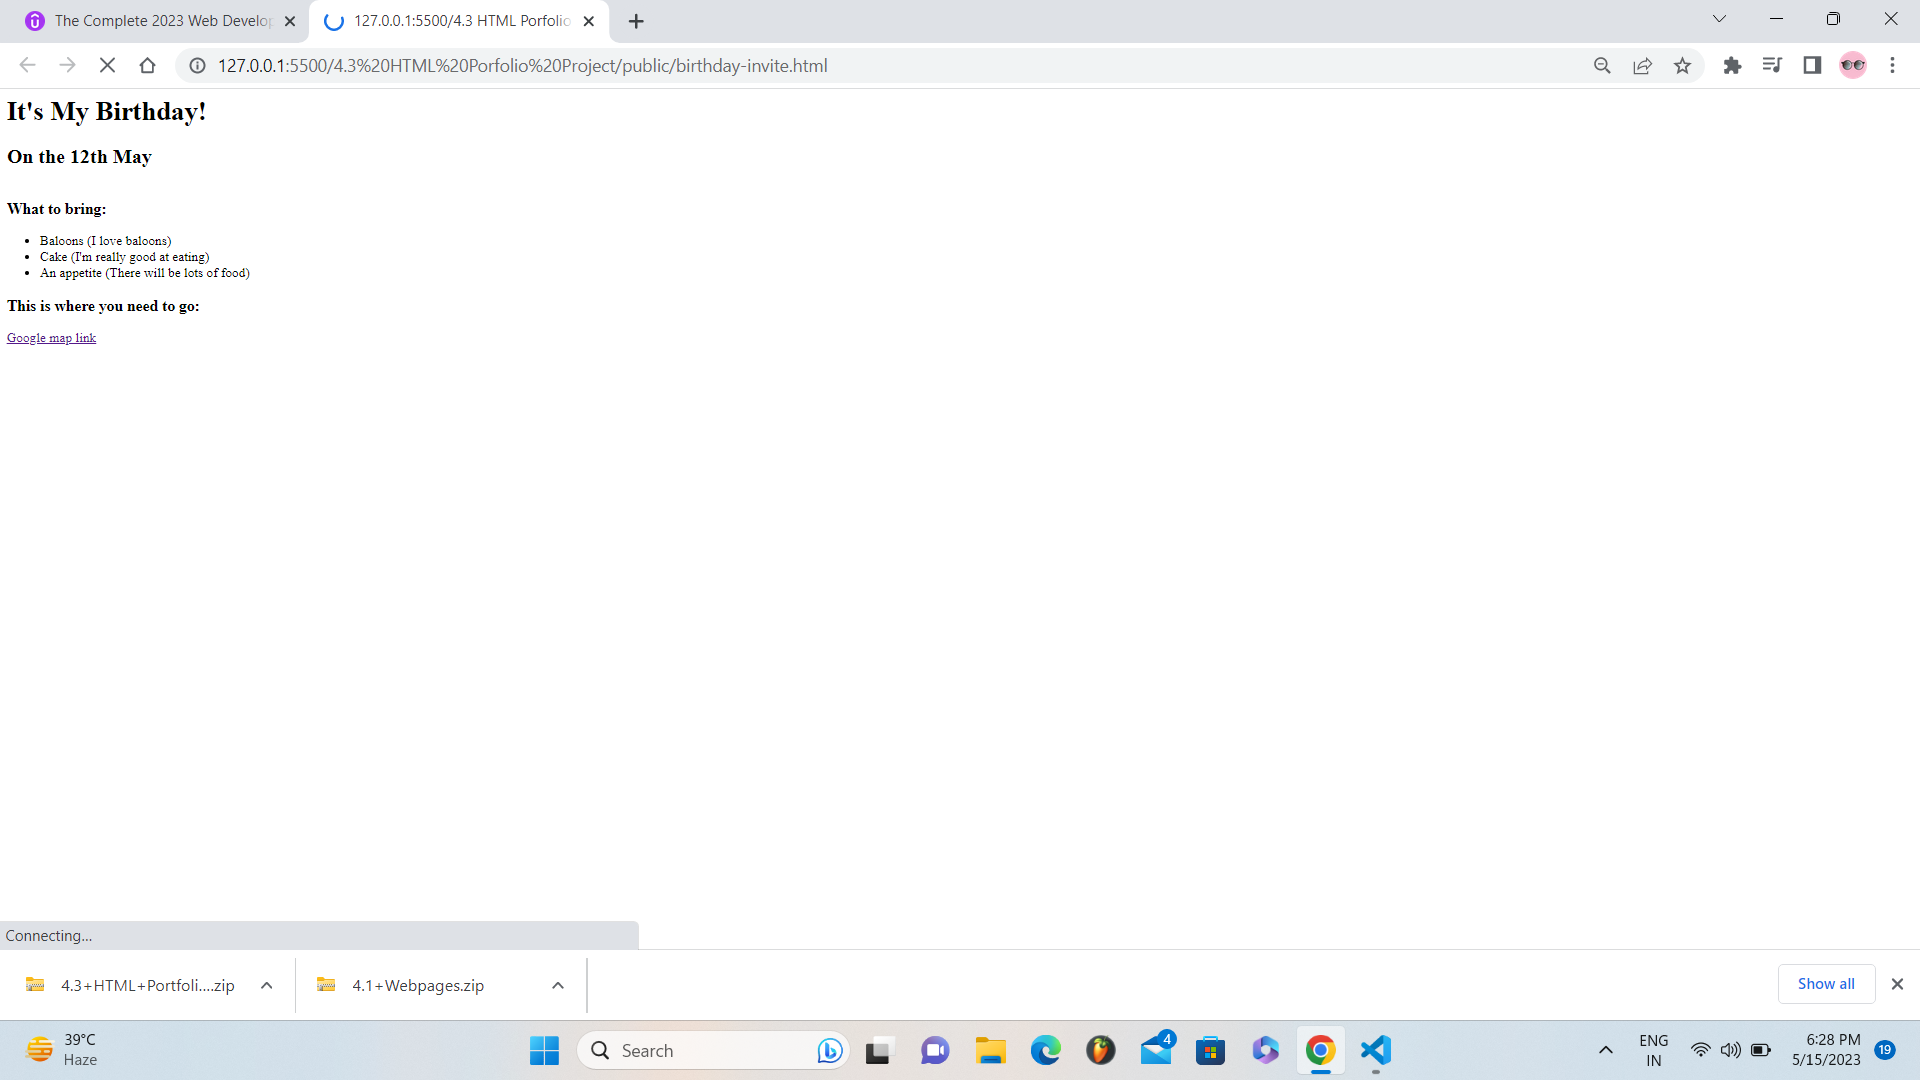 The Complete 2023 Web Develop
127.0.0.1:5500/4.3 HTML Porfolio
127.0.0.1:5500/4.3%20HTML%20Porfolio%20Project/public/birthday-invite.html
It's My Birthday!
On the 12th May
What to bring:
Baloons (I love baloons)
Cake (I'm really good at eating)
An appetite (There will be lots of food)
This is where you need to go:
Google map link
Connecting...
4.3+HTML+Portfoli....zip
4.1+Webpages.zip
Show all
39°C
Haze
Search
4
ENG
IN
6:28 PM
5/15/2023
19